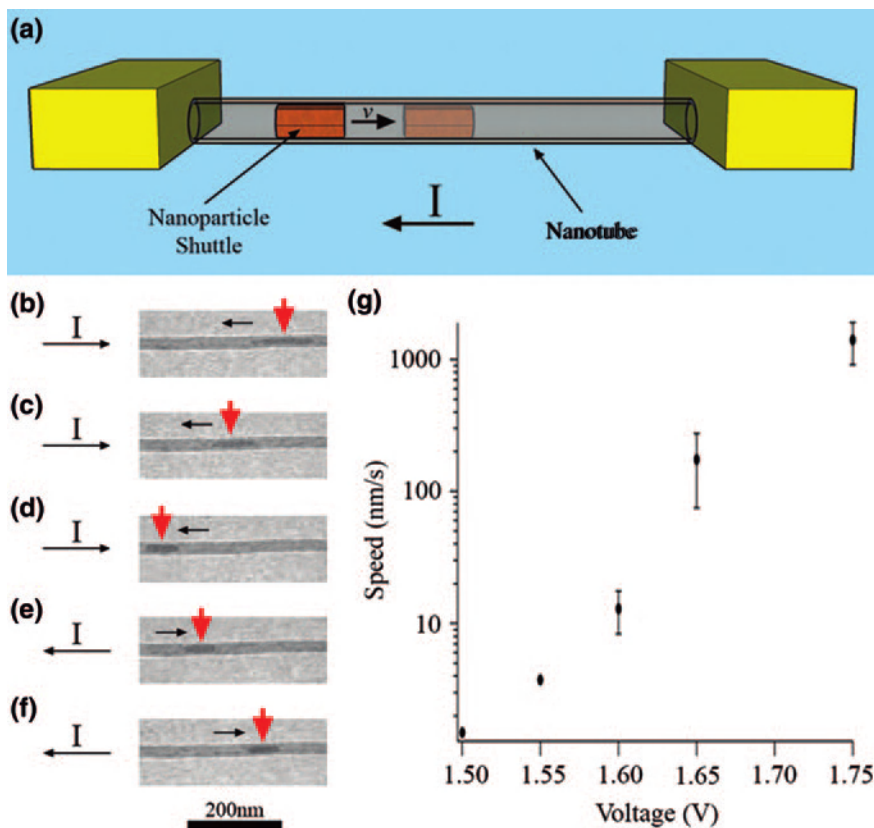 (a)
v
I
Nanoparticle
Shuttle
Nanotube
(b)
I
(c)
I
(d)
I
(e)
I
(f)
I
200nm
(g)
1000
100
10
Speed (nm/s)
1.50 1.55 1.60 1.65 1.70 1.75
Voltage (V)